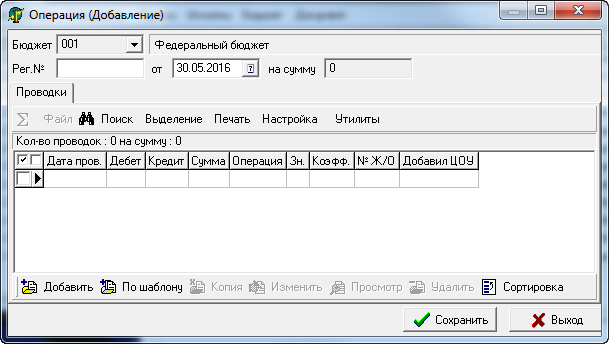 Операция (Добавление)
Бюджет 001 Федеральный бюджет
Рег.№ от 30.05.2016 на сумму 0
Проводки
Σ Файл Поиск Выделение Печать Настройка Утилиты
Кол-во проводок : 0 на сумму : 0
Дата пров. Дебет Кредит Сумма Операция Зн. Коэфф. № Ж/О Добавил ЦОУ
Добавить По шаблону Копия Изменить Просмотр Удалить Сортировка
Сохранить Выход